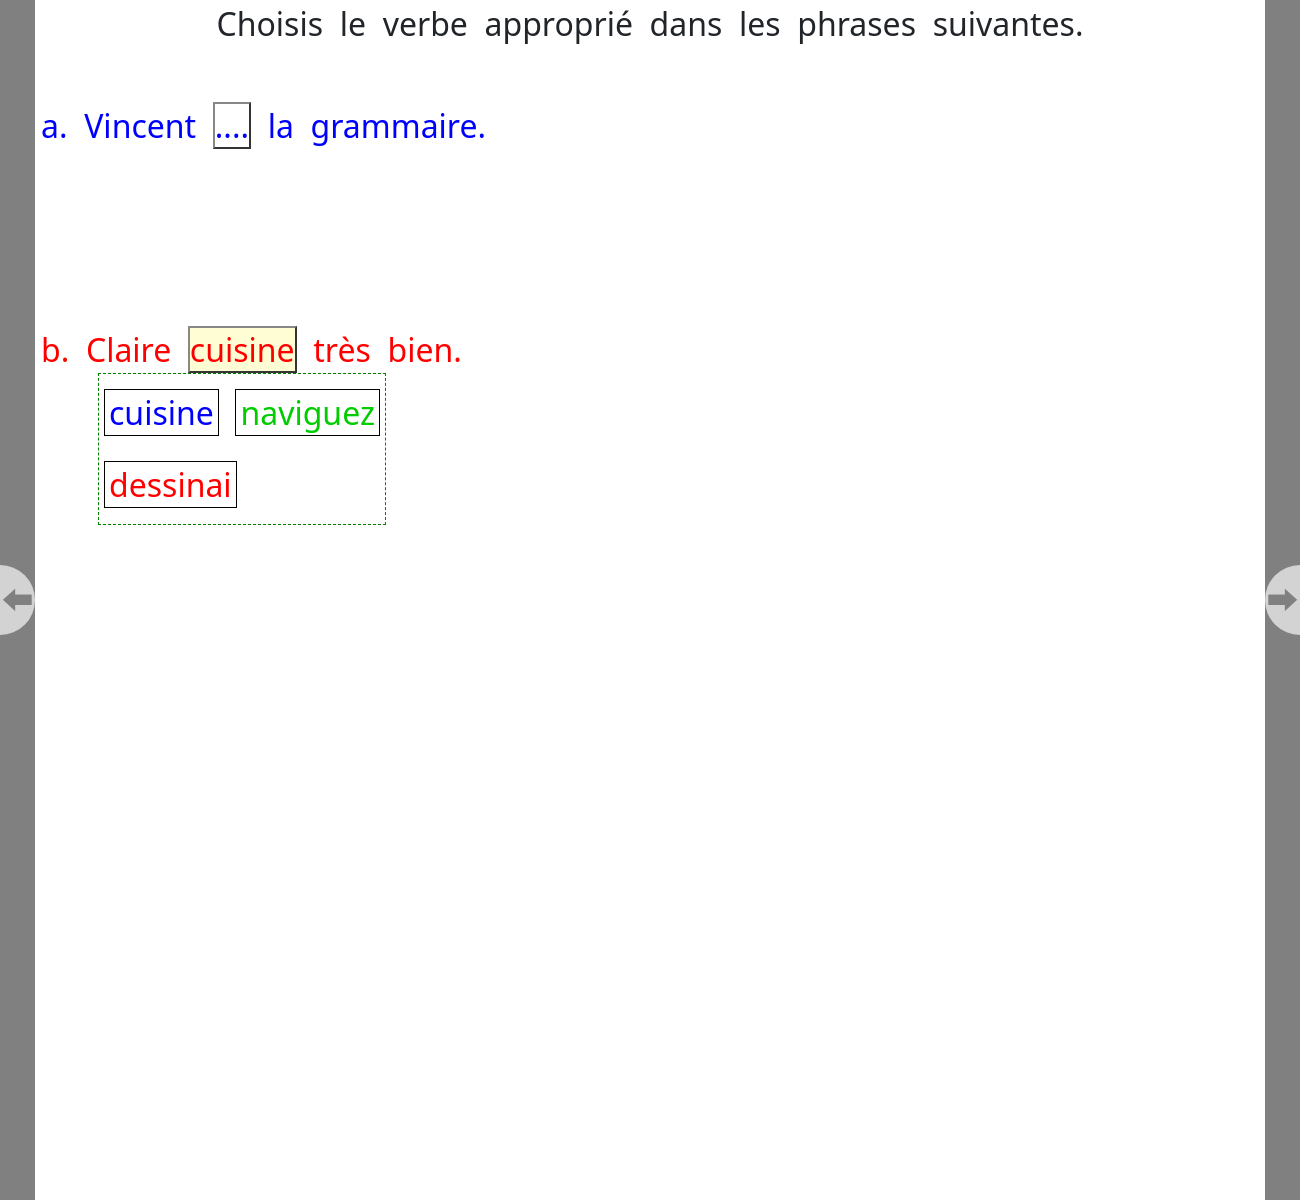 Choisis le verbe approprié dans les phrases suivantes.
a. Vincent .... la grammaire.
b. Claire cuisine très bien.
cuisine naviguez
dessinai